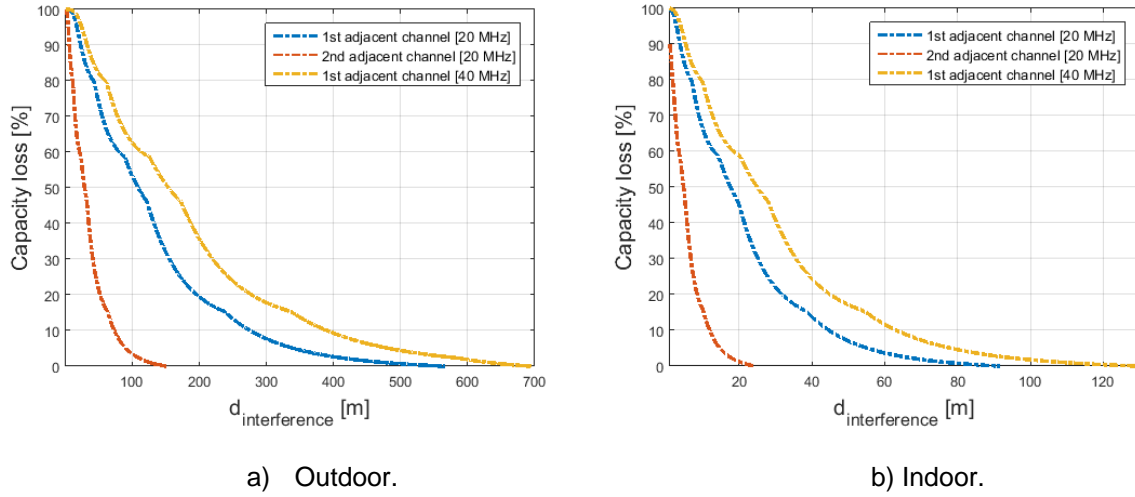 100
90
80
70
60
50
40
30
20
10
0
Capacity loss [%]
1st adjacent channel [20 MHz]
2nd adjacent channel [20 MHz]
1st adjacent channel [40 MHz]
100 200 300 400 500 600 700
d_interference [m]
a) Outdoor.
100
90
80
70
60
50
40
30
20
10
0
Capacity loss [%]
1st adjacent channel [20 MHz]
2nd adjacent channel [20 MHz]
1st adjacent channel [40 MHz]
20 40 60 80 100 120
d_interference [m]
b) Indoor.